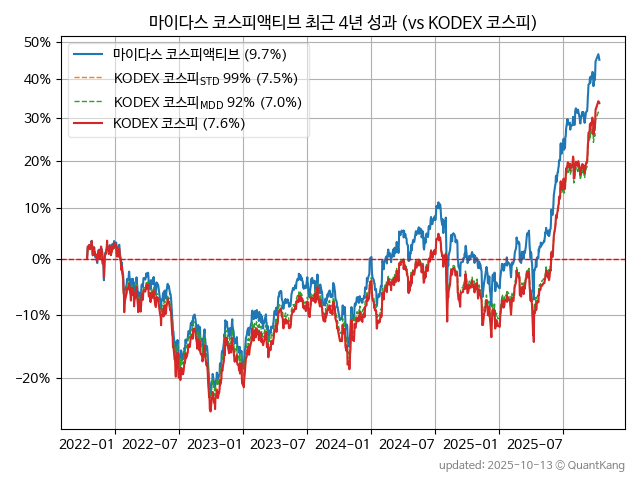 마이다스 코스피액티브 최근 4년 성과 (vs KODEX 코스피)
50%
40%
30%
20%
10%
0%
−10%
−20%
마이다스 코스피액티브 (9.7%)
KODEX 코스피STD 99% (7.5%)
KODEX 코스피MDD 92% (7.0%)
KODEX 코스피 (7.6%)
2022-01 2022-07 2023-01 2023-07 2024-01 2024-07 2025-01 2025-07
updated: 2025-10-13 © QuantKang